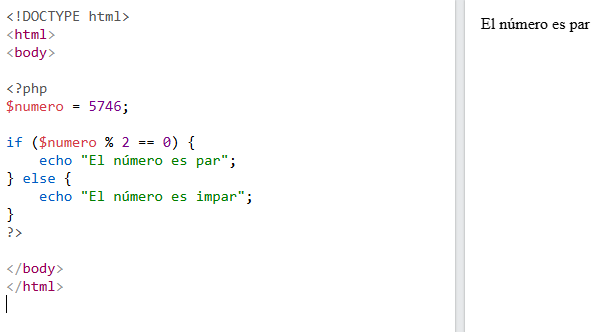 <!DOCTYPE html>
<html>
<body>
<?php
$numero = 5746;
if ($numero % 2 == 0) {
    echo "El número es par";
} else {
    echo "El número es impar";
}
?>
</body>
</html>
El número es par